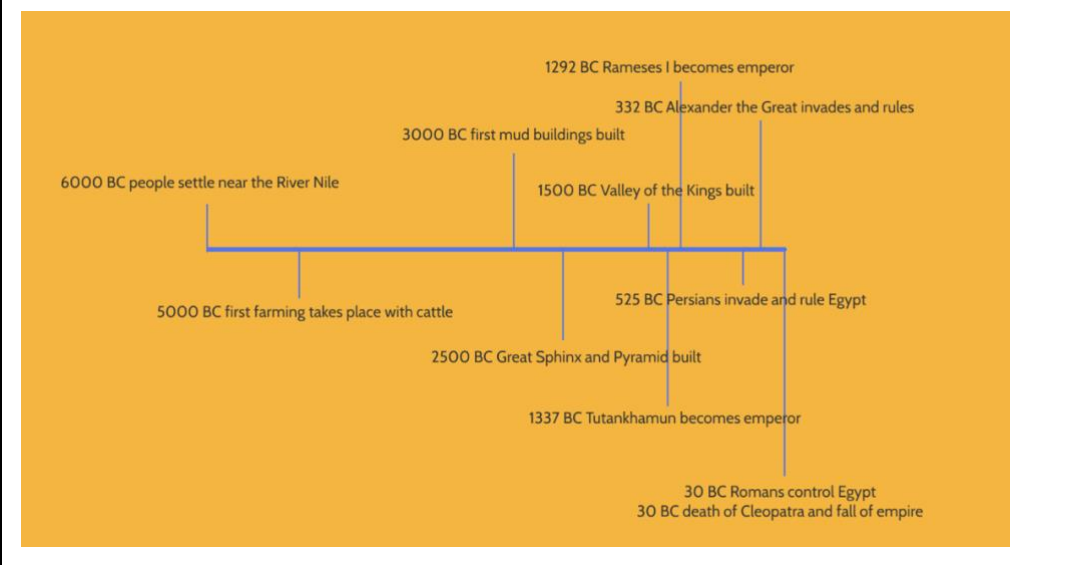 1292 BC Rameses I becomes emperor
332 BC Alexander the Great invades and rules
3000 BC first mud buildings built
6000 BC people settle near the River Nile
1500 BC Valley of the Kings built
525 BC Persians invade and rule Egypt
5000 BC first farming takes place with cattle
2500 BC Great Sphinx and Pyramid built
1337 BC Tutankhamun becomes emperor
30 BC Romans control Egypt
30 BC death of Cleopatra and fall of empire